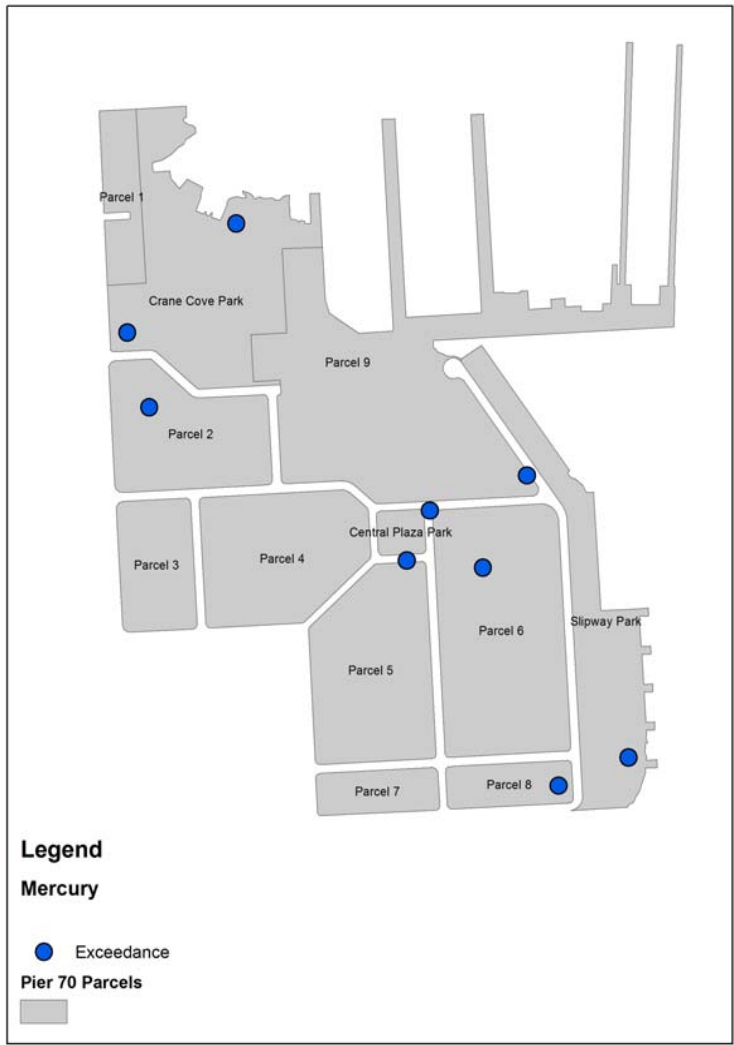 Parcel 1
Crane Cove Park
Parcel 9
Parcel 2
Central Plaza Park
Parcel 3
Parcel 4
Slipway Park
Parcel 6
Parcel 5
Parcel 8
Parcel 7
Legend
Mercury
Exceedance
Pier 70 Parcels